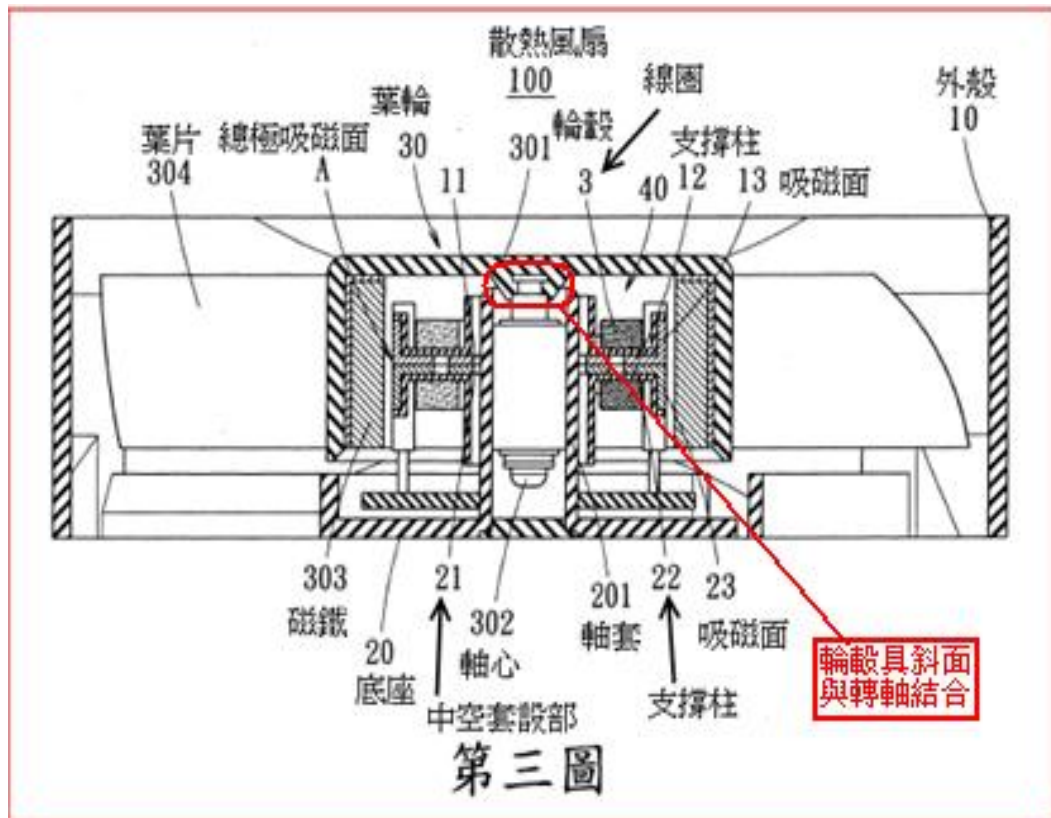 散熱風扇
100
線圈
外殼
10
葉輪
30
輪轂
301
葉片
304
總極吸磁面
A
11
3
40
支撐柱
12
13
吸磁面
303
磁鐵
20
底座
21
中空套設部
302
軸心
201
軸套
22
支撐柱
23
吸磁面
輪轂具斜面
與轉軸結合
第三圖